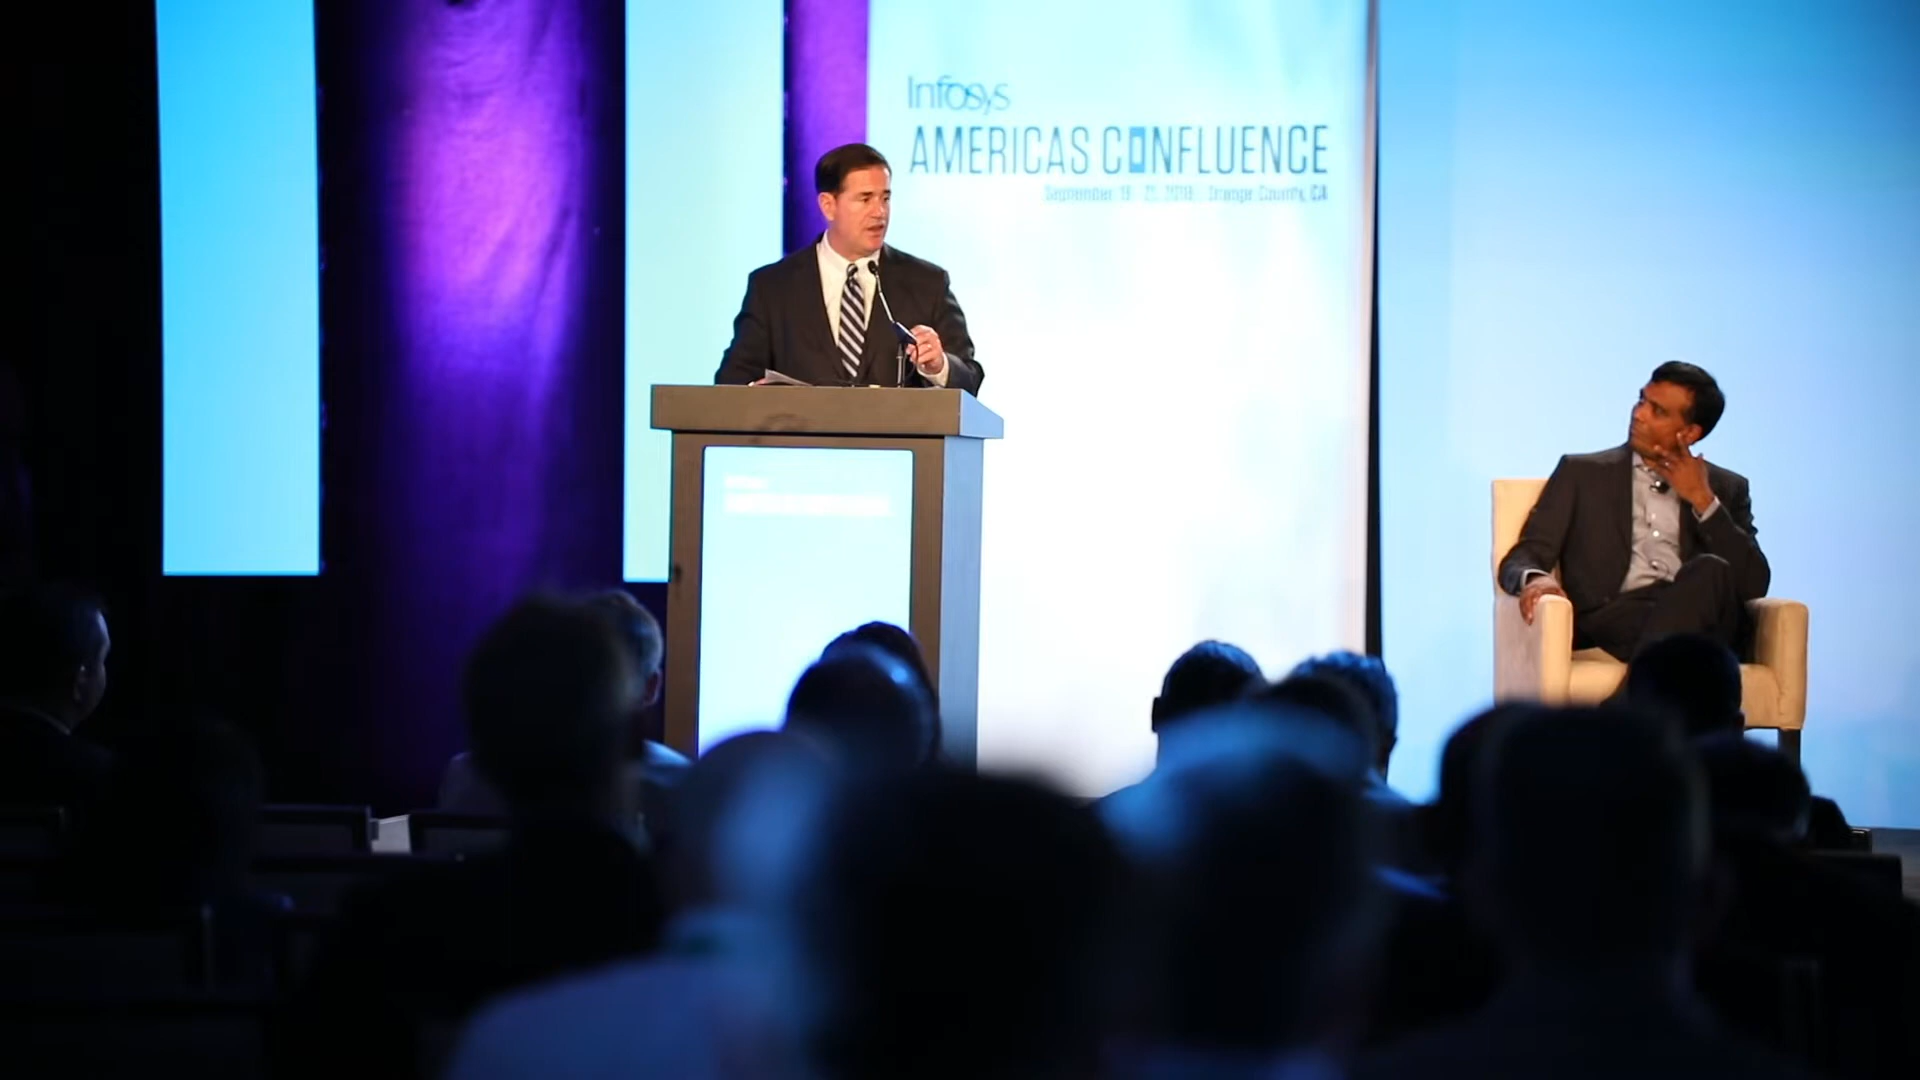 Infosys
AMERICAS CONFLUENCE
September 19 - 21, 2018 | Orange County, CA